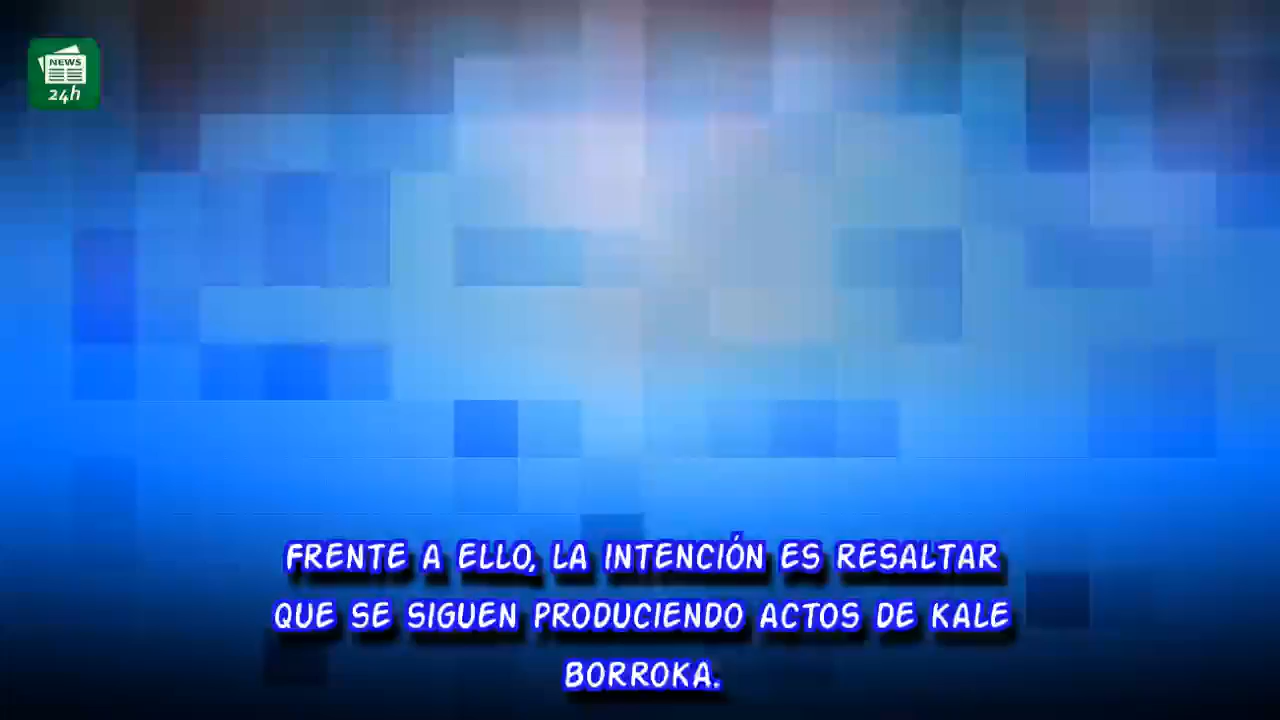 NEWS
24h
FRENTE A ELLO, LA INTENCIÓN ES RESALTAR
QUE SE SIGUEN PRODUCIENDO ACTOS DE KALE
BORROKA.